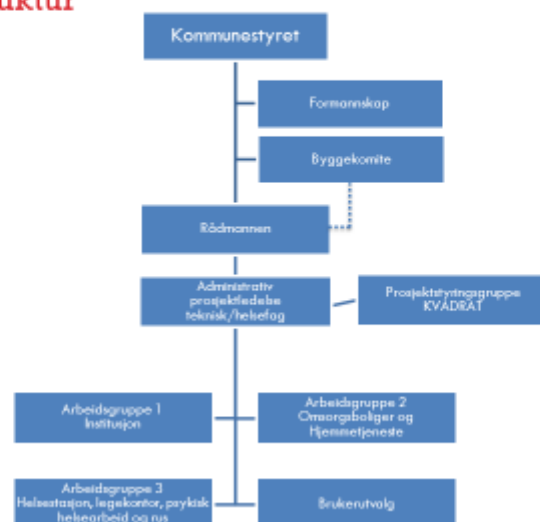 Kommunestyret
Formannskap
Byggekomite
Rådmannen
Administrativ
prosjektledelse
teknisk/helsefag
Prosjektstyringsgruppe
KVADRAT
Arbeidsgruppe 1
Institusjon
Arbeidsgruppe 2
Omsorgsboliger og
Hjemmetjeneste
Arbeidsgruppe 3
Helsestasjon, legekontor, psykisk
helsearbeid og rus
Brukerutvalg